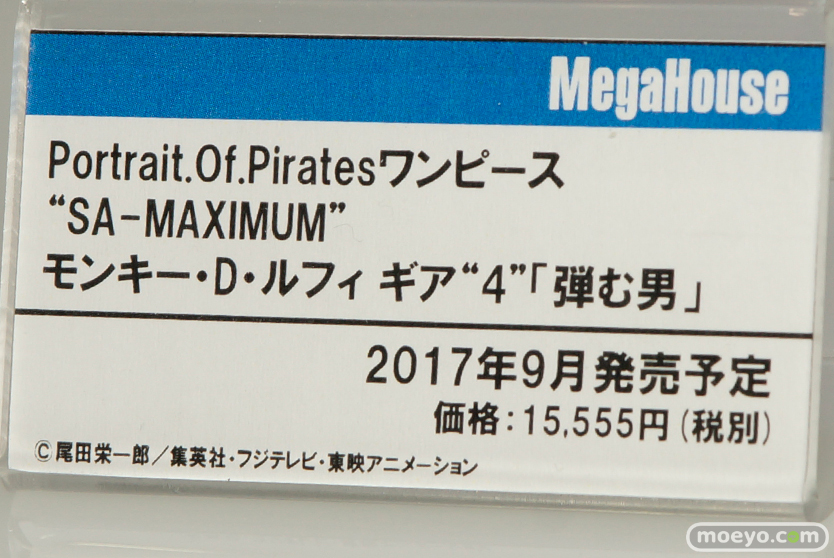 MegaHouse
Portrait.Of.Piratesワンピース
“SA-MAXIMUM”
モンキー・D・ルフィ ギア“4”「弾む男」
2017年9月発売予定
価格：15,555円（税別）
©尾田栄一郎／集英社・フジテレビ・東映アニメーション
moeyo.com